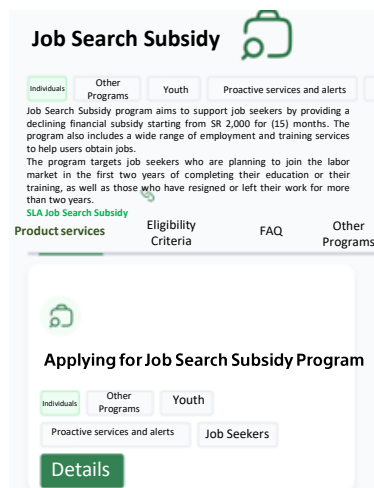 Job Search Subsidy
Individuals
Other
Programs
Youth
Proactive services and alerts
Job Search Subsidy program aims to support job seekers by providing a
declining financial subsidy starting from SR 2,000 for (15) months. The
program also includes a wide range of employment and training services
to help users obtain jobs.
The program targets job seekers who are planning to join the labor
market in the first two years of completing their education or their
training, as well as those who have resigned or left their work for more
than two years.
SLA Job Search Subsidy
Product services
Eligibility
Criteria
FAQ
Other
Programs
Applying for Job Search Subsidy Program
Individuals
Other
Programs
Youth
Proactive services and alerts
Job Seekers
Details